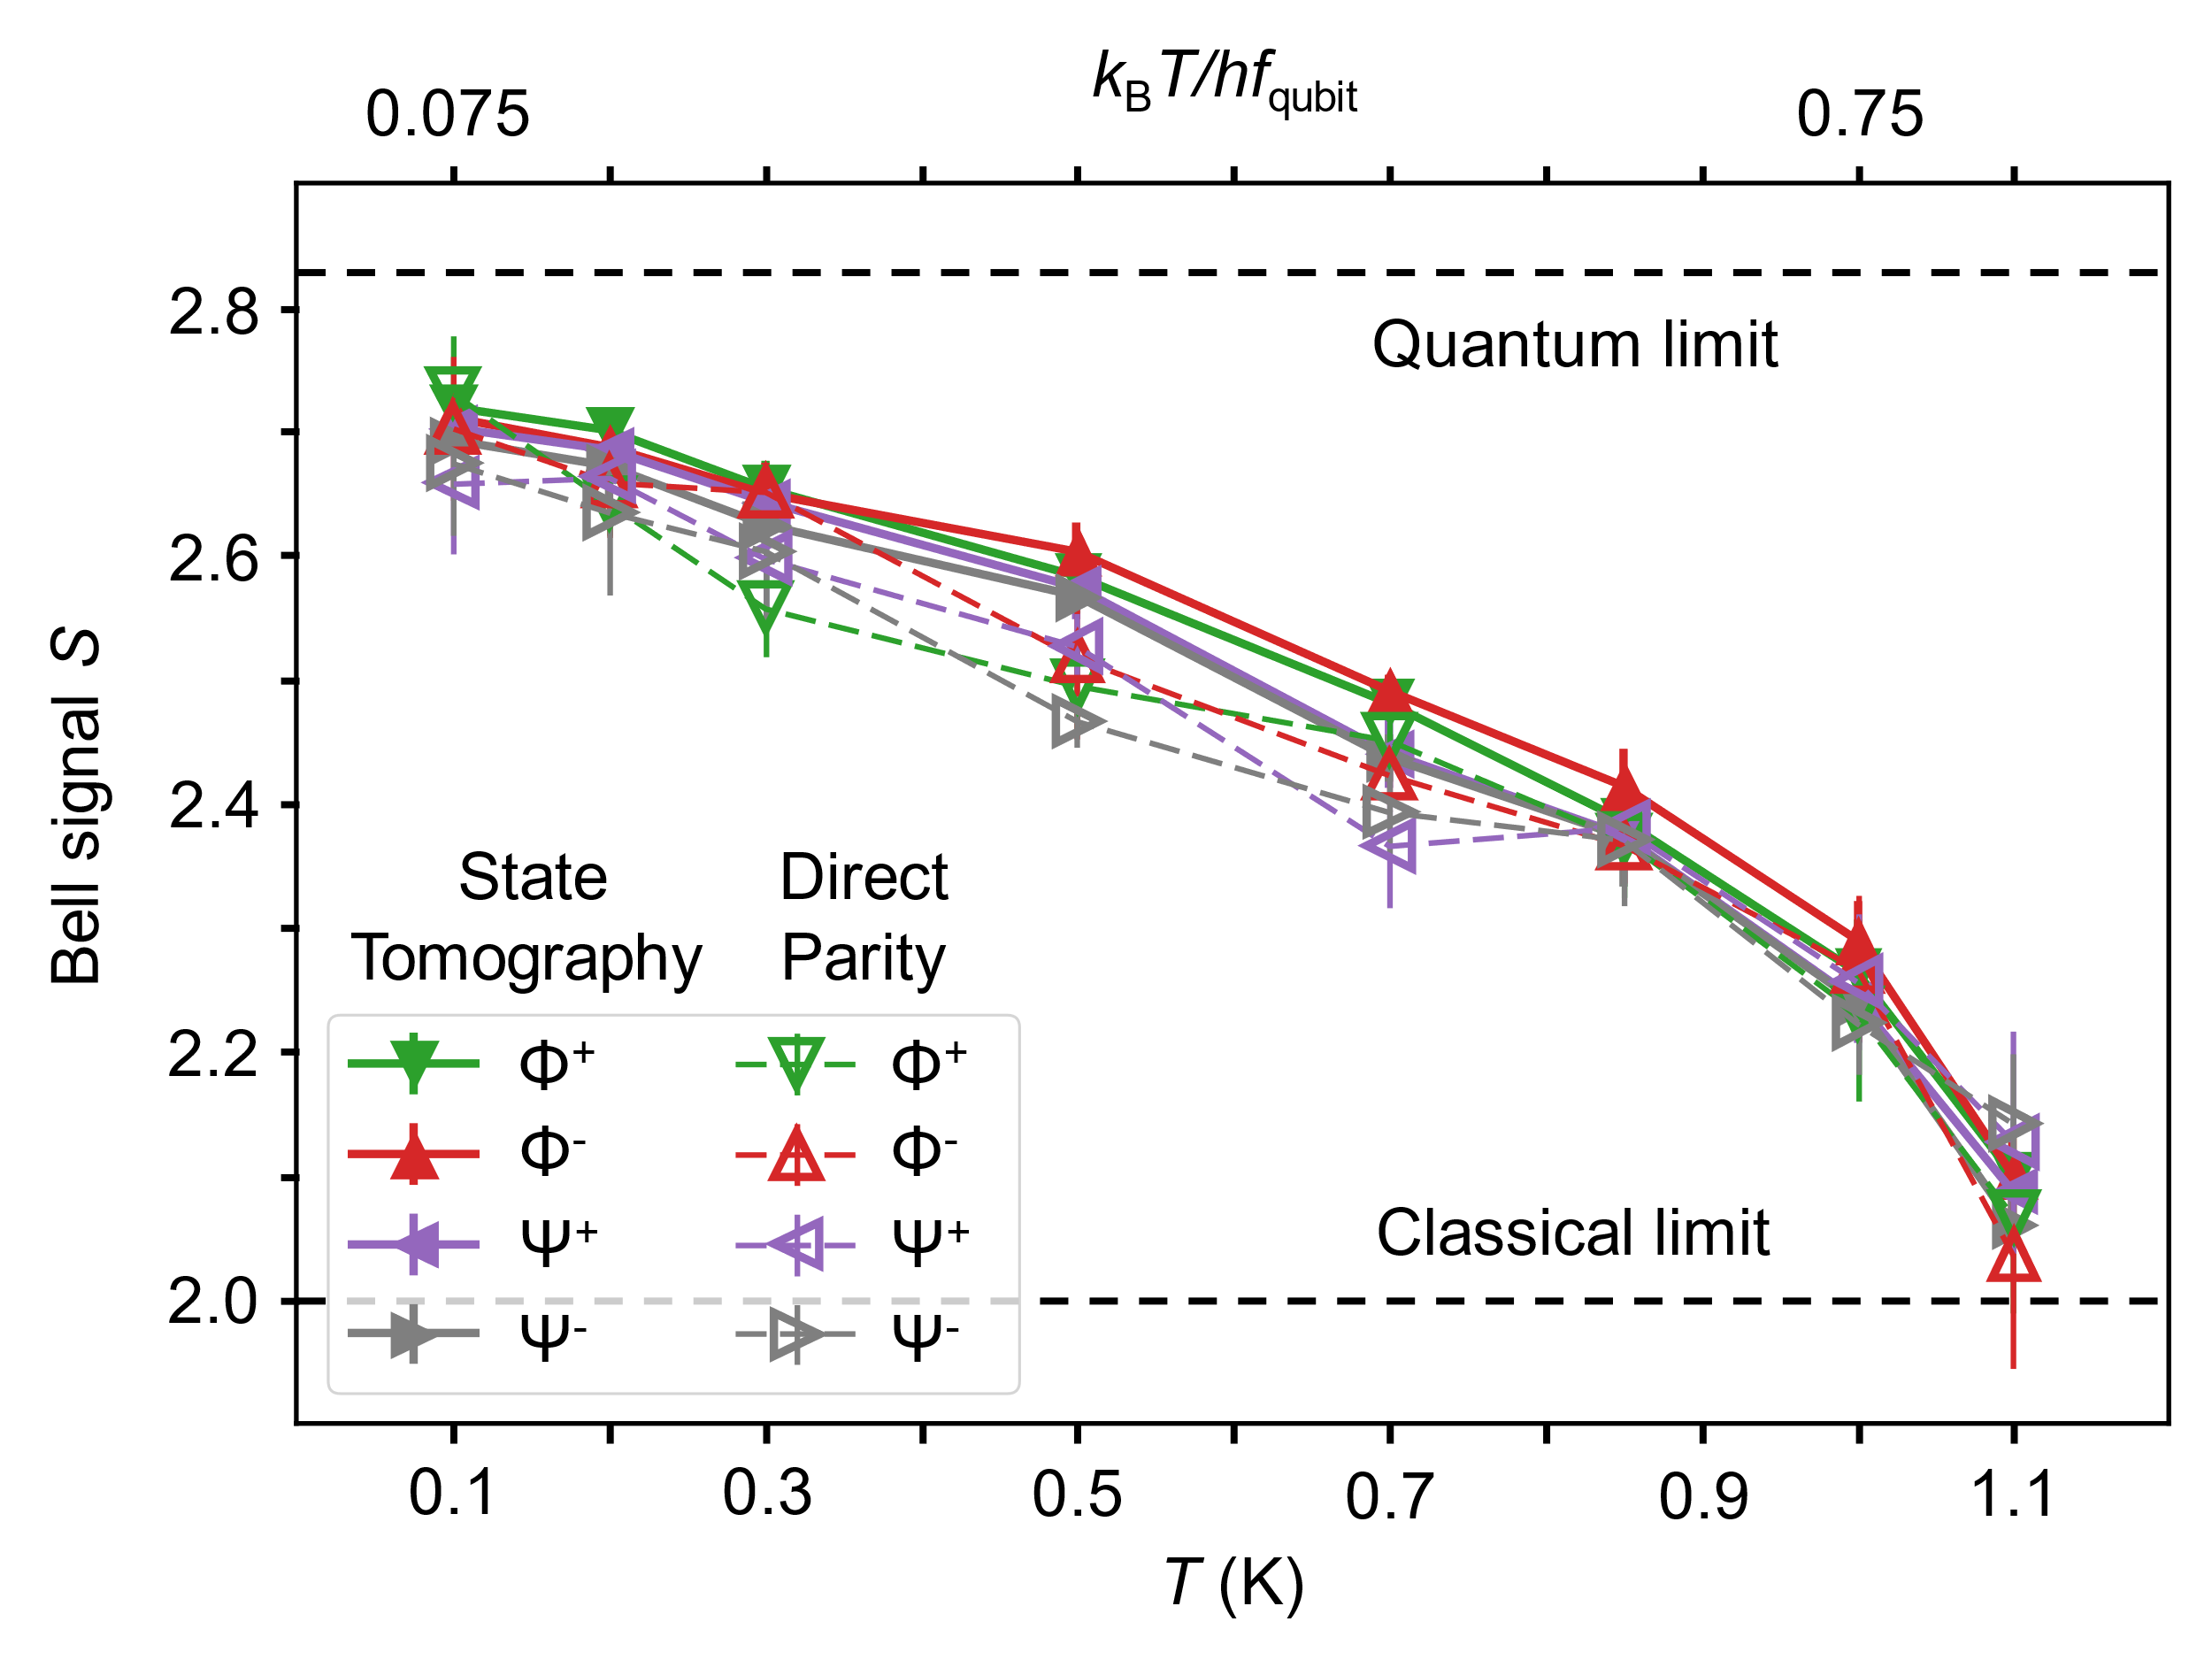 k_B T/hf_qubit
0.075 0.75
2.8
2.6
2.4
2.2
2.0
Bell signal S
Quantum limit
State Direct
Tomography Parity
Φ⁺ Φ⁺
Φ⁻ Φ⁻
Ψ⁺ Ψ⁺
Ψ⁻ Ψ⁻
Classical limit
0.1 0.3 0.5 0.7 0.9 1.1
T (K)